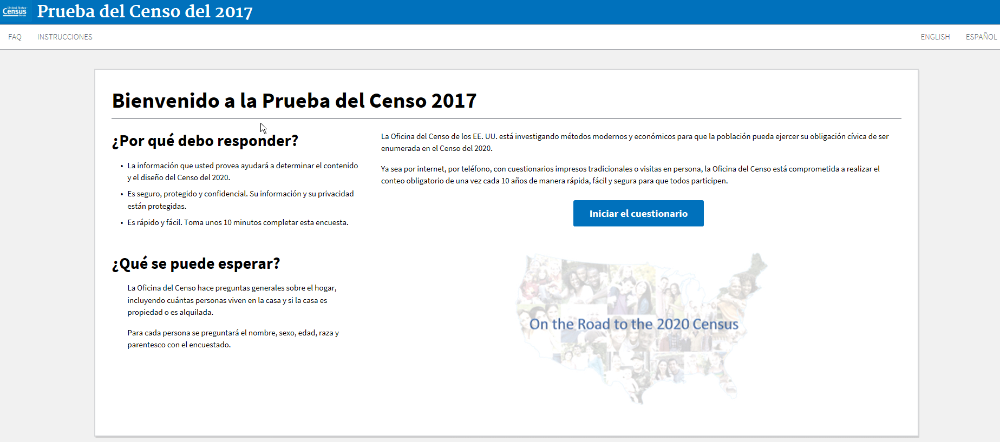 United States
Census
Bureau
Prueba del Censo del 2017
FAQ
INSTRUCCIONES
ENGLISH
ESPAÑOL
Bienvenido a la Prueba del Censo 2017
¿Por qué debo responder?
• La información que usted provea ayudará a determinar el contenido
y el diseño del Censo del 2020.
• Es seguro, protegido y confidencial. Su información y su privacidad
están protegidas.
• Es rápido y fácil. Toma unos 10 minutos completar esta encuesta.
¿Qué se puede esperar?
La Oficina del Censo hace preguntas generales sobre el hogar,
incluyendo cuántas personas viven en la casa y si la casa es
propiedad o es alquilada.
Para cada persona se preguntará el nombre, sexo, edad, raza y
parentesco con el encuestado.
La Oficina del Censo de los EE. UU. está investigando métodos modernos y económicos para que la población pueda ejercer su obligación cívica de ser
enumerada en el Censo del 2020.
Ya sea por internet, por teléfono, con cuestionarios impresos tradicionales o visitas en persona, la Oficina del Censo está comprometida a realizar el
conteo obligatorio de una vez cada 10 años de manera rápida, fácil y segura para que todos participen.
Iniciar el cuestionario
On the Road to the 2020 Census